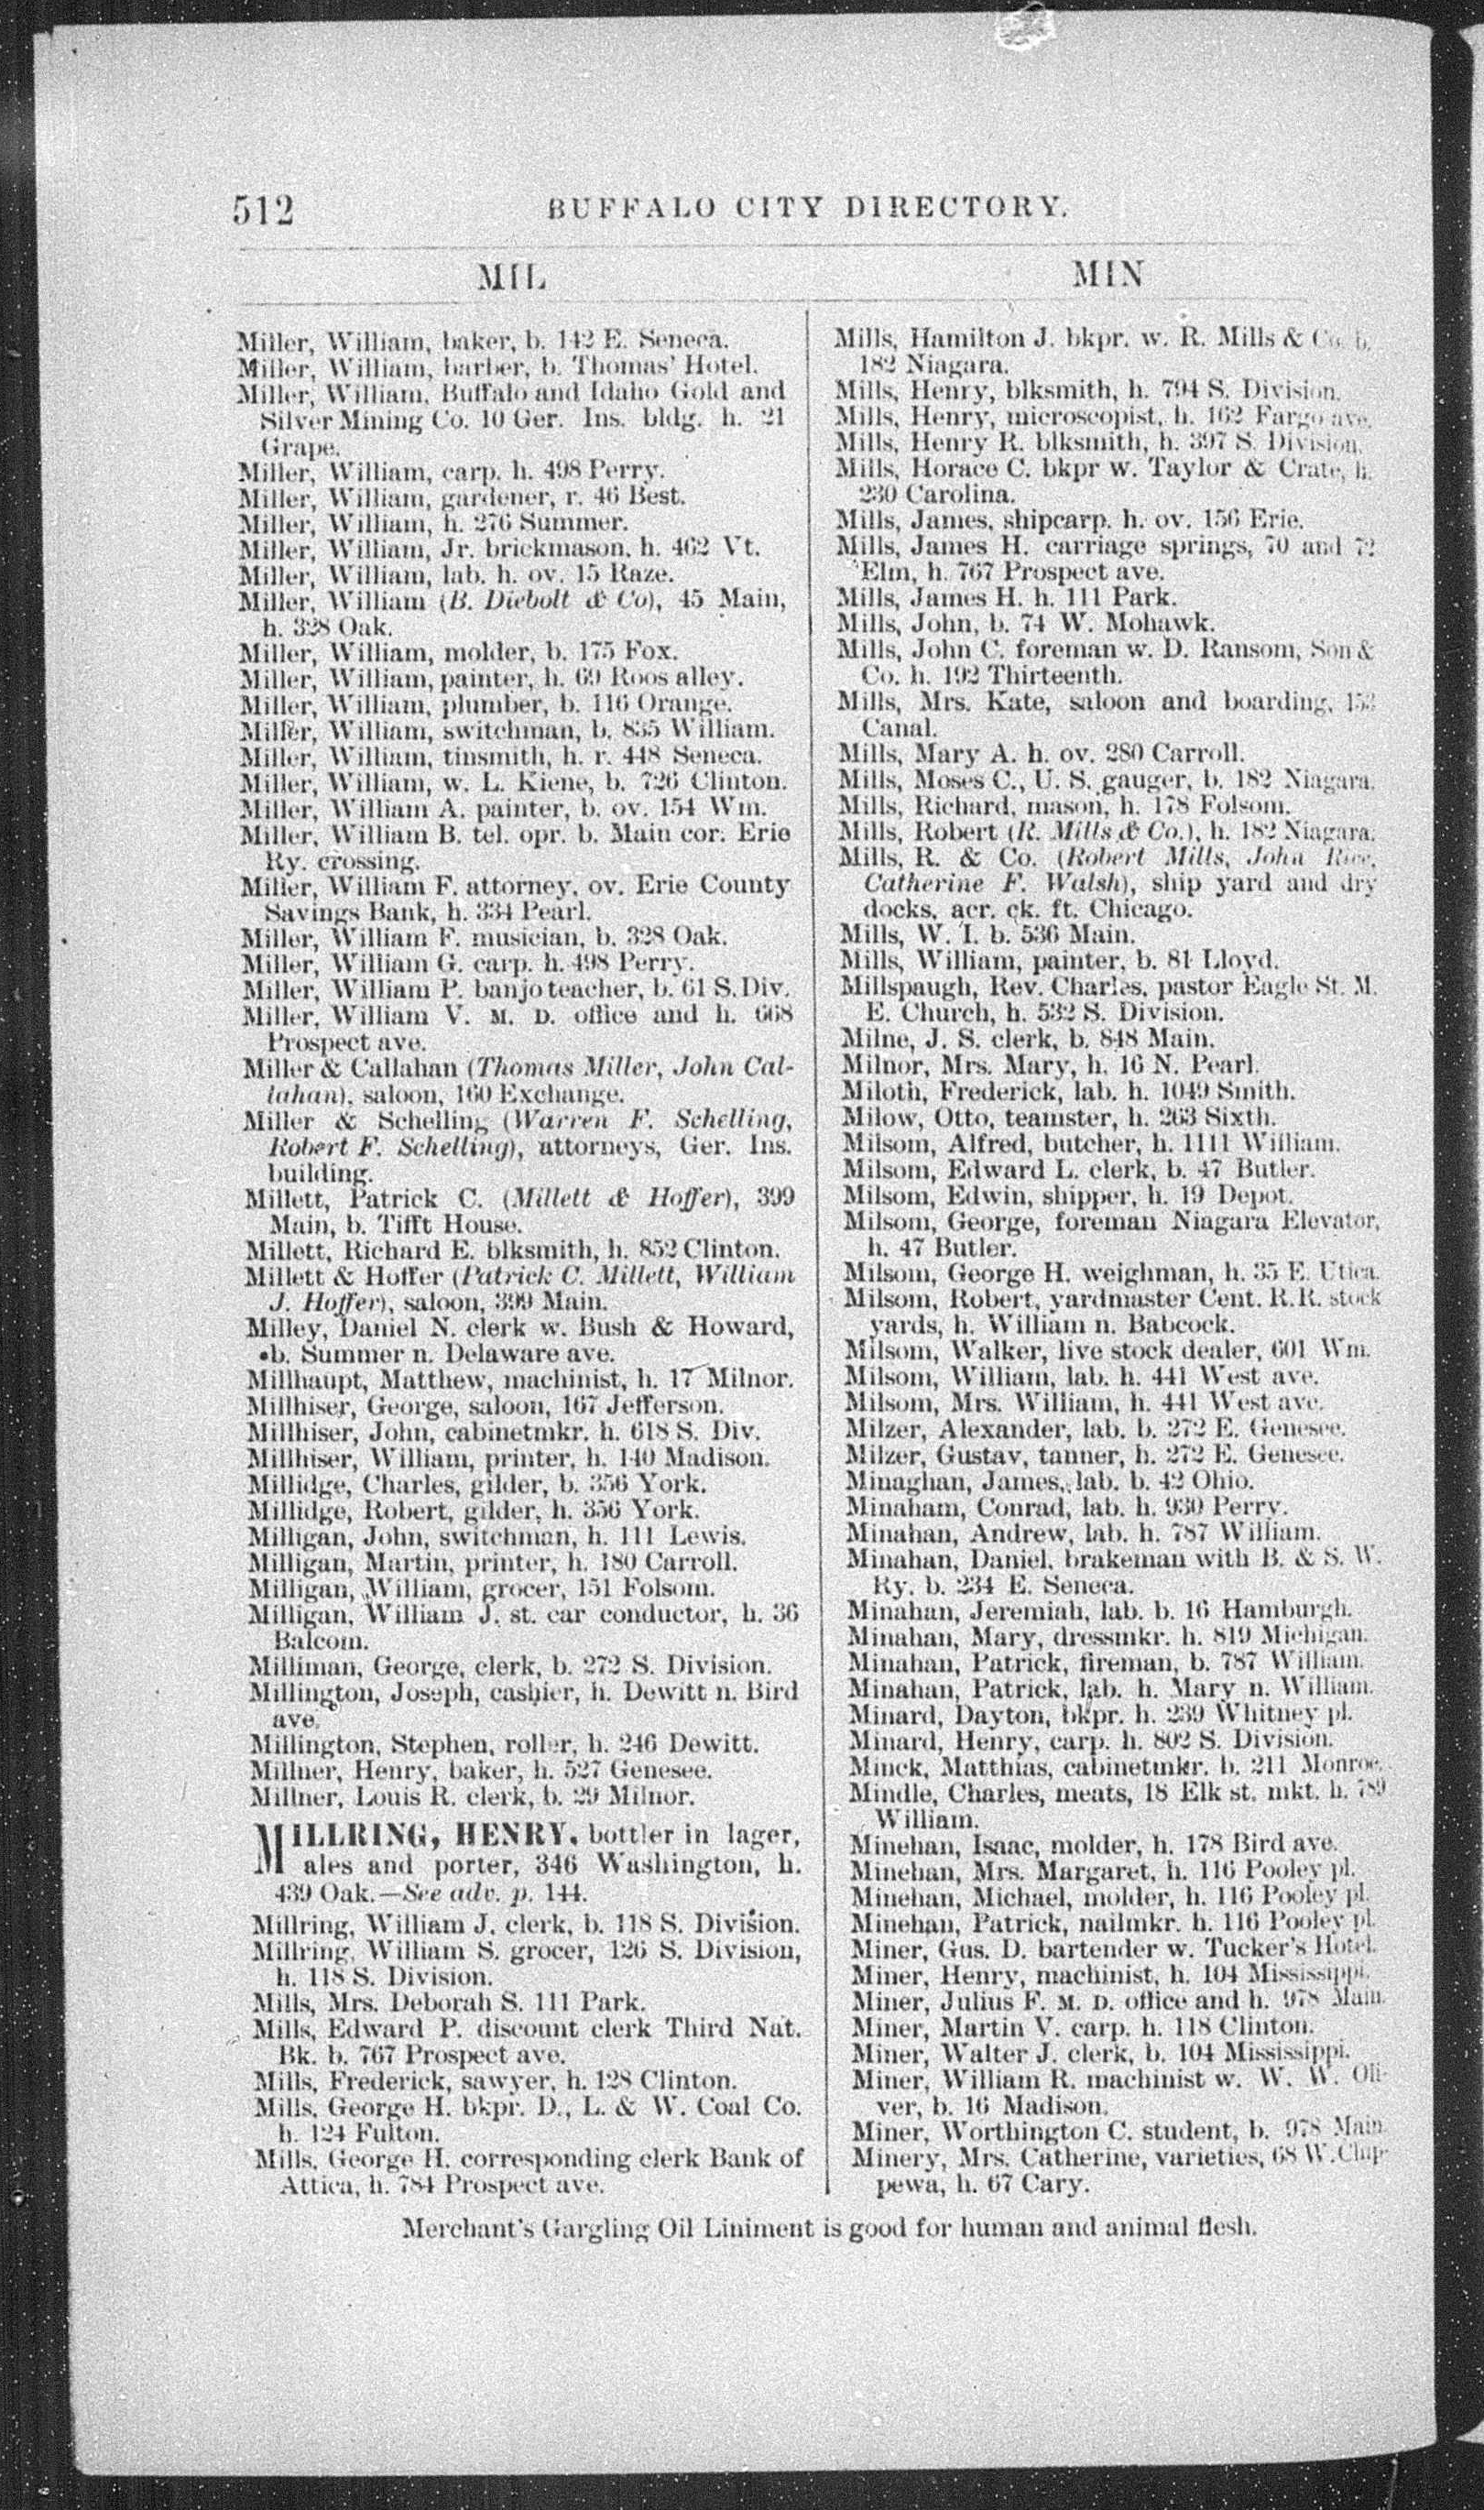 512
BUFFALO CITY DIRECTORY.
MIL
Miller, William, baker, b. 142 E. Seneca.
Miller, William, barber, b. Thomas' Hotel.
Miller, William, Buffalo and Idaho Gold and
Silver Mining Co. 10 Ger. Ins. bldg. h. 21
Grape.
Miller, William, carp. h. 498 Perry.
Miller, William, gardener, r. 46 Best.
Miller, William, h. 276 Summer.
Miller, William, Jr. brickmason, h. 462 Vt.
Miller, William, lab. h. ov. 15 Raze.
Miller, William (B. Diebolt & Co), 45 Main,
h. 328 Oak.
Miller, William, molder, b. 175 Fox.
Miller, William, painter, h. 69 Roos alley.
Miller, William, plumber, b. 116 Orange.
Miller, William, switchman, b. 835 William.
Miller, William, tinsmith, h. r. 448 Seneca.
Miller, William, w. L. Kiene, b. 726 Clinton.
Miller, William A. painter, b. ov. 154 Wm.
Miller, William B. tel. opr. b. Main cor. Erie
Ry. crossing.
Miller, William F. attorney, ov. Erie County
Savings Bank, h. 334 Pearl.
Miller, William F. musician, b. 328 Oak.
Miller, William G. carp. h. 498 Perry.
Miller, William P. banjo teacher, b. 61 S. Div.
Miller, William V. M. D. office and h. 668
Prospect ave.
Miller & Callahan (Thomas Miller, John Cal-
lahan), saloon, 160 Exchange.
Miller & Schelling (Warren F. Schelling,
Robert F. Schelling), attorneys, Ger. Ins.
building.
Millett, Patrick C. (Millett & Hoffer), 399
Main, b. Tifft House.
Millett, Richard E. blksmith, h. 852 Clinton.
Millett & Hoffer (Patrick C. Millett, William
J. Hoffer), saloon, 399 Main.
Milley, Daniel N. clerk w. Bush & Howard,
b. Summer n. Delaware ave.
Millhaupt, Matthew, machinist, h. 17 Milnor.
Millhiser, George, saloon, 167 Jefferson.
Millhiser, John, cabinetmkr. h. 618 S. Div.
Millhiser, William, printer, h. 140 Madison.
Millidge, Charles, gilder, b. 356 York.
Millidge, Robert, gilder, h. 356 York.
Milligan, John, switchman, h. 111 Lewis.
Milligan, Martin, printer, h. 180 Carroll.
Milligan, William, grocer, 151 Folsom.
Milligan, William J. st. car conductor, h. 36
Balcom.
Milliman, George, clerk, b. 272 S. Division.
Millington, Joseph, cashier, h. Dewitt n. Bird
ave.
Millington, Stephen, roller, h. 246 Dewitt.
Millner, Henry, baker, h. 527 Genesee.
Millner, Louis R. clerk, b. 29 Milnor.
MILLRING, HENRY, bottler in lager,
ales and porter, 346 Washington, h.
439 Oak.—See adv. p. 144.
Millring, William J. clerk, b. 118 S. Division.
Millring, William S. grocer, 126 S. Division,
h. 118 S. Division.
Mills, Mrs. Deborah S. 111 Park.
Mills, Edward P. discount clerk Third Nat.
Bk. b. 767 Prospect ave.
Mills, Frederick, sawyer, h. 128 Clinton.
Mills, George H. bkpr. D., L. & W. Coal Co.
h. 124 Fulton.
Mills, George H. corresponding clerk Bank of
Attica, h. 784 Prospect ave.
MIN
Mills, Hamilton J. bkpr. w. R. Mills & Co. b.
182 Niagara.
Mills, Henry, blksmith, h. 794 S. Division.
Mills, Henry, microscopist, h. 162 Fargo ave.
Mills, Henry R. blksmith, h. 397 S. Division.
Mills, Horace C. bkpr w. Taylor & Crate, h.
230 Carolina.
Mills, James, shipcarp. h. ov. 156 Erie.
Mills, James H. carriage springs, 70 and 72
Elm, h. 767 Prospect ave.
Mills, James H. h. 111 Park.
Mills, John, b. 74 W. Mohawk.
Mills, John C. foreman w. D. Ransom, Son &
Co. h. 192 Thirteenth.
Mills, Mrs. Kate, saloon and boarding,
Canal.
Mills, Mary A. h. ov. 280 Carroll.
Mills, Moses C., U. S. gauger, b. 182 Niagara.
Mills, Richard, mason, h. 178 Folsom.
Mills, Robert (R. Mills & Co.), h. 182 Niagara.
Mills, R. & Co. (Robert Mills, John Rice,
Catherine F. Walsh), ship yard and dry
docks, acr. ck. ft. Chicago.
Mills, W. I. b. 536 Main.
Mills, William, painter, b. 81 Lloyd.
Millspaugh, Rev. Charles, pastor Eagle St. M.
E. Church, h. 532 S. Division.
Milne, J. S. clerk, b. 848 Main.
Milnor, Mrs. Mary, h. 16 N. Pearl.
Miloth, Frederick, lab. h. 1049 Smith.
Milow, Otto, teamster, h. 263 Sixth.
Milsom, Alfred, butcher, h. 1111 William.
Milsom, Edward L. clerk, b. 47 Butler.
Milsom, Edwin, shipper, h. 19 Depot.
Milsom, George, foreman Niagara Elevator,
h. 47 Butler.
Milsom, George H. weighman, h. 35 E. Utica.
Milsom, Robert, yardmaster Cent. R.R. stock
yards, h. William n. Babcock.
Milsom, Walker, live stock dealer, 601 Wm.
Milsom, William, lab. h. 441 West ave.
Milsom, Mrs. William, h. 441 West ave.
Milzer, Alexander, lab. b. 272 E. Genesee.
Milzer, Gustav, tanner, h. 272 E. Genesee.
Minaghan, James, lab. b. 42 Ohio.
Minaham, Conrad, lab. h. 930 Perry.
Minahan, Andrew, lab. h. 787 William.
Minahan, Daniel, brakeman with B. & S. W.
Ry. b. 234 E. Seneca.
Minahan, Jeremiah, lab. b. 16 Hamburgh.
Minahan, Mary, dressmkr. h. 819 Michigan.
Minahan, Patrick, fireman, b. 787 William.
Minahan, Patrick, lab. h. Mary n. William.
Minard, Dayton, bkpr. h. 239 Whitney pl.
Minard, Henry, carp. h. 802 S. Division.
Minck, Matthias, cabinetmkr. h. 211 Monroe.
Mindle, Charles, meats, 18 Elk st. mkt. h. 789
William.
Minehan, Isaac, molder, h. 178 Bird ave.
Minehan, Mrs. Margaret, h. 116 Pooley pl.
Minehan, Michael, molder, h. 116 Pooley pl.
Minehan, Patrick, nailmkr. h. 116 Pooley pl.
Miner, Gus. D. bartender w. Tucker's Hotel.
Miner, Henry, machinist, h. 104 Mississippi.
Miner, Julius F. M. D. office and h. 978 Main.
Miner, Martin V. carp. h. 118 Clinton.
Miner, Walter J. clerk, b. 104 Mississippi.
Miner, William R. machinist w. W. W. Oli-
ver, b. 16 Madison.
Miner, Worthington C. student, b. 978 Main.
Minery, Mrs. Catherine, varieties, 68 W. Chip-
pewa, h. 67 Cary.
Merchant's Gargling Oil Liniment is good for human and animal flesh.